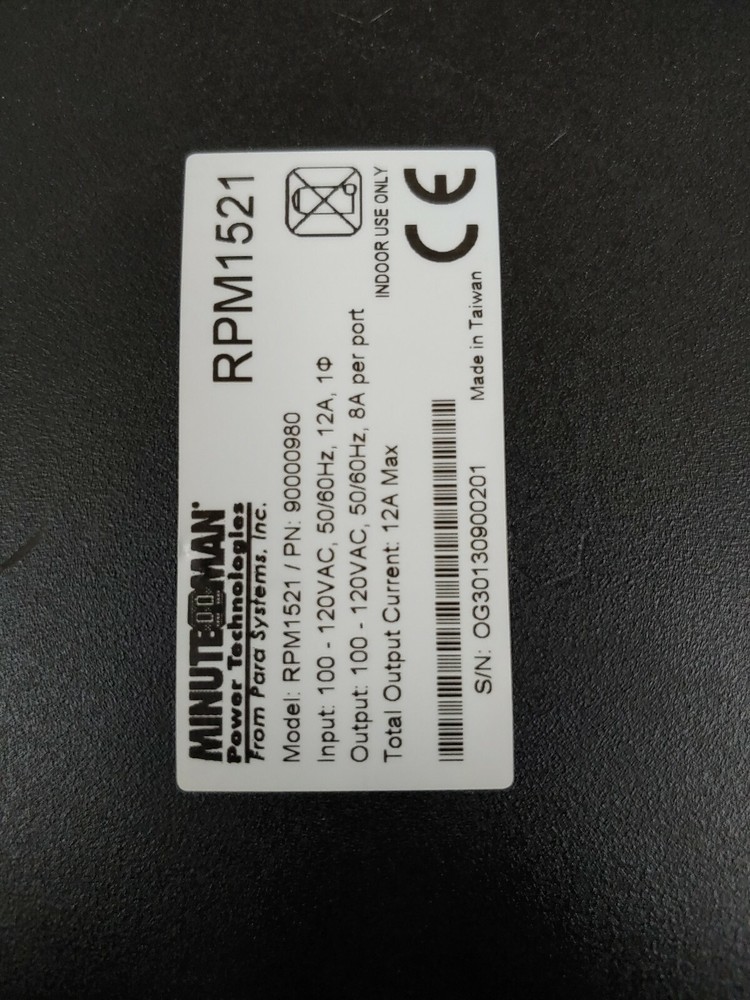 MINUTEMAN®
Power Technologies
From Para Systems, Inc.
RPM1521
Model: RPM1521 / PN: 90000980
Input: 100 - 120VAC, 50/60Hz, 12A, 1Φ
Output: 100 - 120VAC, 50/60Hz, 8A per port
Total Output Current: 12A Max
INDOOR USE ONLY
CE
S/N: OG30130900201
Made in Taiwan